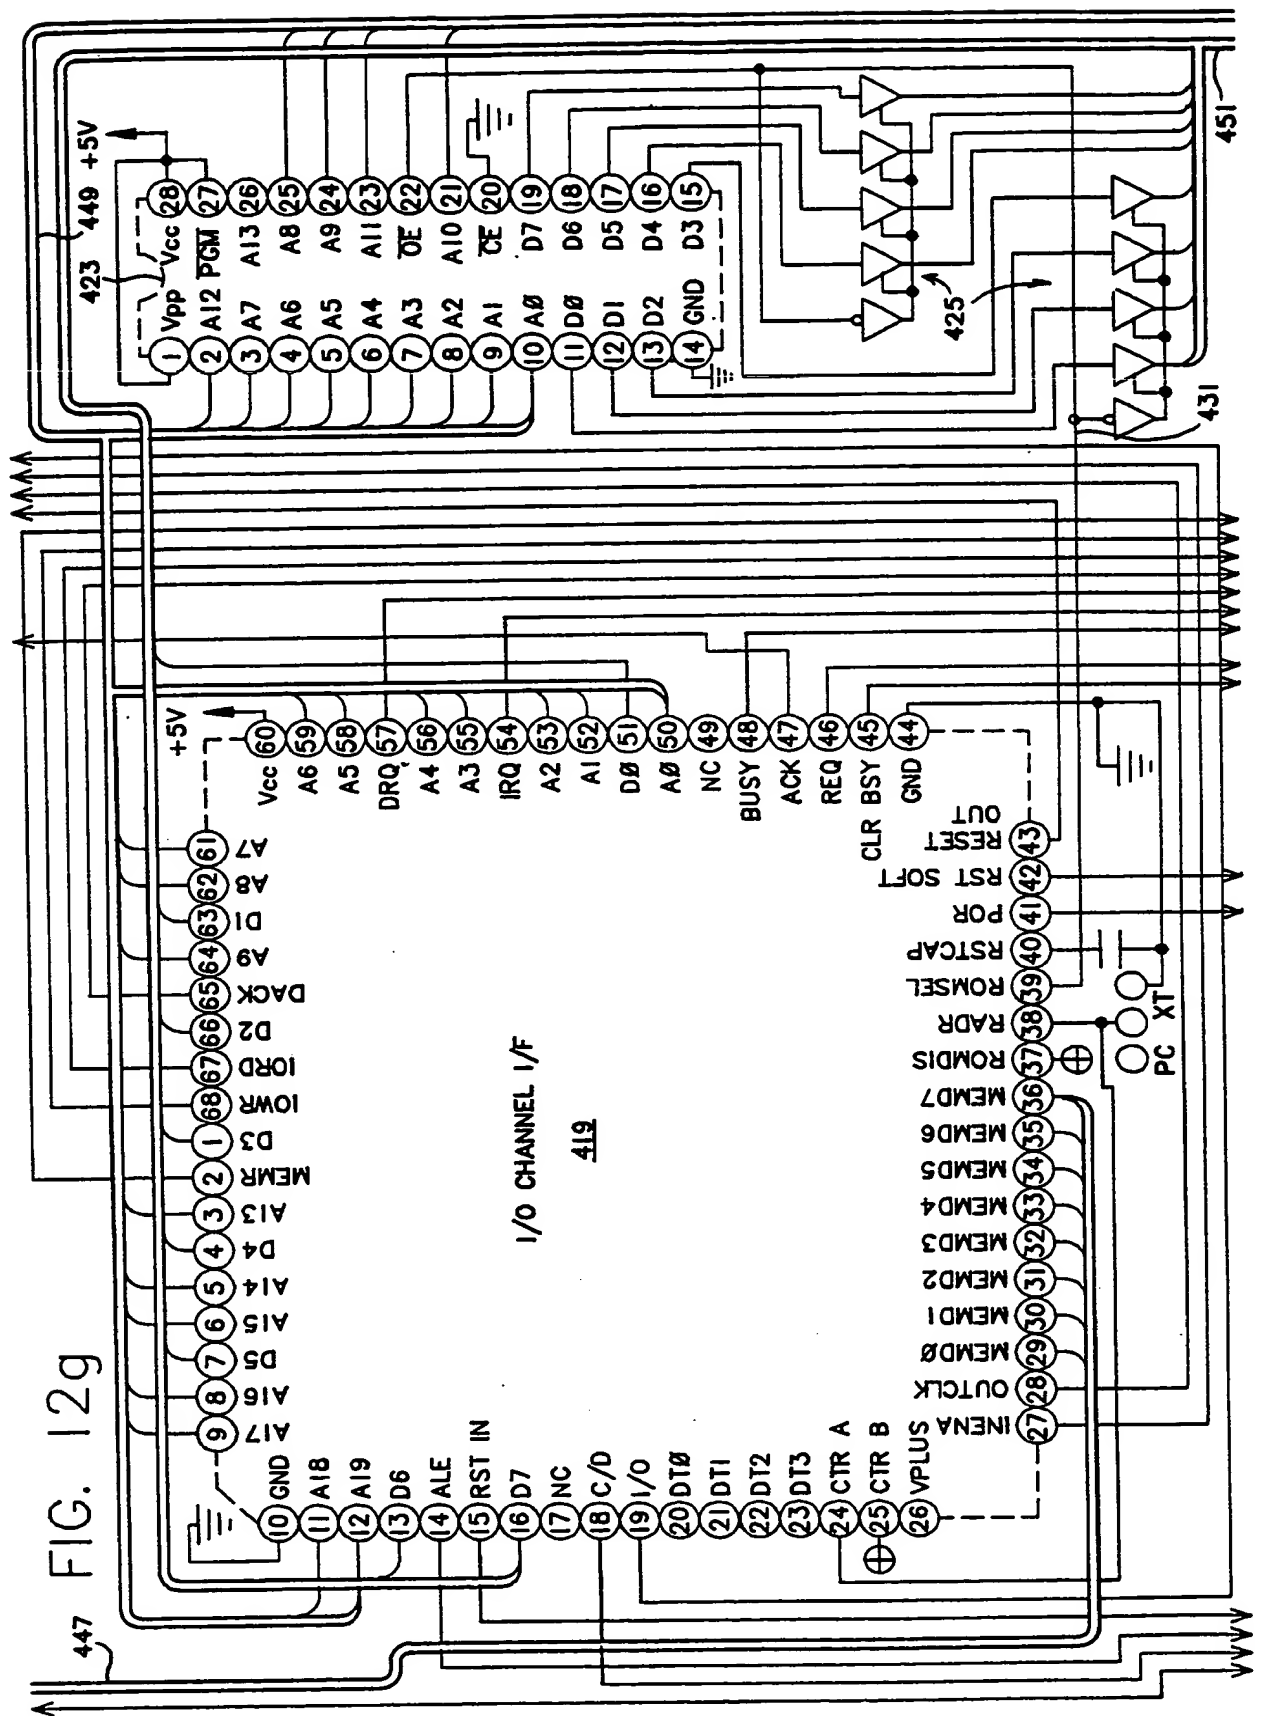 FIG. 12g
447
449
423
+5V
1 Vpp
2 A12
3 A7
4 A6
5 A5
6 A4
7 A3
8 A2
9 A1
10 AØ
11 DØ
12 D1
13 D2
14 GND
Vcc 28
PGM 27
A13 26
A8 25
A9 24
A11 23
OE 22
A10 21
CE 20
D7 19
D6 18
D5 17
D4 16
D3 15
425
431
451
+5V
Vcc 60
A6 59
A5 58
DRQ 57
A4 56
A3 55
IRQ 54
A2 53
A1 52
DØ 51
AØ 50
NC 49
BUSY 48
ACK 47
REQ 46
CLR BSY 45
GND 44
61 A7
62 A8
63 D1
64 A9
65 DACK
66 D2
67 IORD
68 IOWR
1 D3
2 MEMR
3 A13
4 D4
5 A14
6 A15
7 D5
8 A16
9 A17
I/O CHANNEL I/F
419
10 GND
11 A18
12 A19
13 D6
14 ALE
15 RST IN
16 D7
17 NC
18 C/D
19 I/O
20 DTØ
21 DT1
22 DT2
23 DT3
24 CTR A
25 CTR B
26 VPLUS
RESET OUT 43
RST SOFT 42
POR 41
RSTCAP 40
ROMSEL 39
RADR 38
ROMDIS 37
MEMD7 36
MEMD6 35
MEMD5 34
MEMD4 33
MEMD3 32
MEMD2 31
MEMD1 30
MEMDØ 29
OUTCLK 28
INENA 27
PC XT